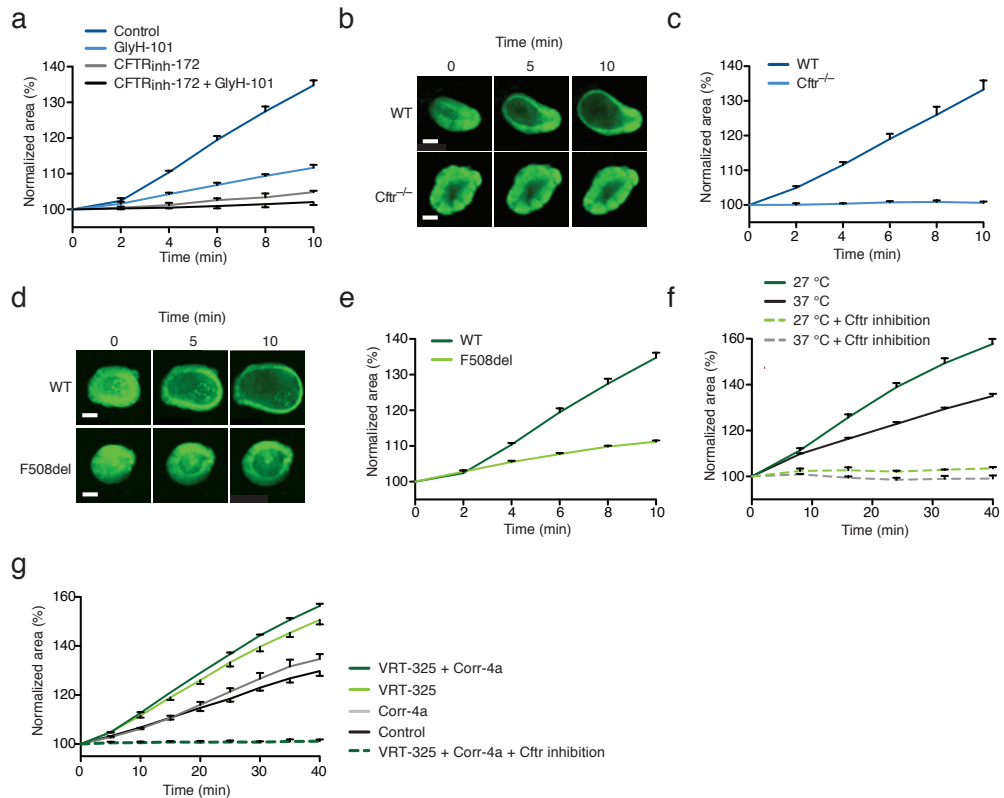 a
Control
GlyH-101
CFTRinh-172
CFTRinh-172 + GlyH-101
Normalized area (%)
140
130
120
110
100
0 2 4 6 8 10
Time (min)
b
Time (min)
0 5 10
WT
Cftr–/–
c
WT
Cftr–/–
Normalized area (%)
140
130
120
110
100
0 2 4 6 8 10
Time (min)
d
Time (min)
0 5 10
WT
F508del
e
WT
F508del
Normalized area (%)
140
130
120
110
100
0 2 4 6 8 10
Time (min)
f
27 °C
37 °C
27 °C + Cftr inhibition
37 °C + Cftr inhibition
Normalized area (%)
160
140
120
100
0 10 20 30 40
Time (min)
g
Normalized area (%)
160
140
120
100
0 10 20 30 40
Time (min)
VRT-325 + Corr-4a
VRT-325
Corr-4a
Control
VRT-325 + Corr-4a + Cftr inhibition